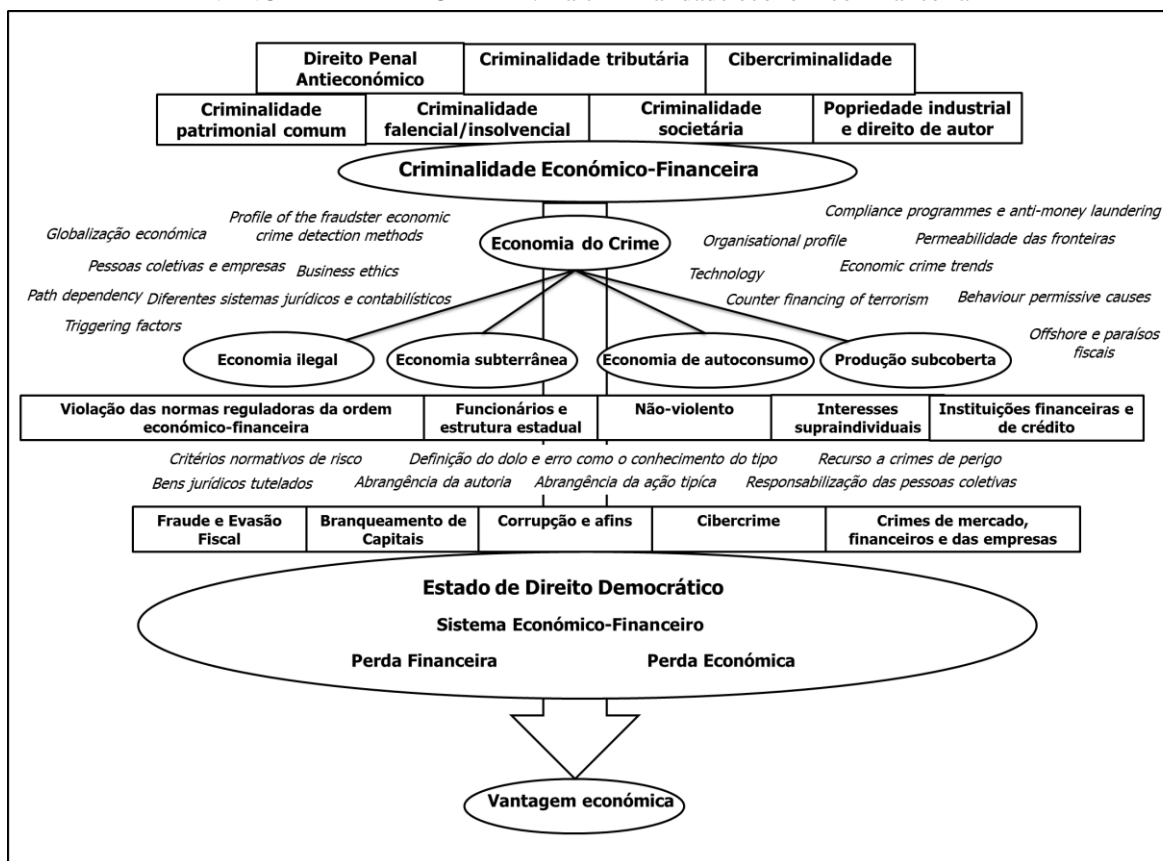 Direito Penal
Antieconómico
Criminalidade tributária
Cibercriminalidade
Criminalidade
patrimonial comum
Criminalidade
falencial/insolvencial
Criminalidade
societária
Popriedade industrial
e direito de autor
Criminalidade Económico-Financeira
Globalização económica
Profile of the fraudster economic
crime detection methods
Economia do Crime
Compliance programmes e anti-money laundering
Organisational profile
Permeabilidade das fronteiras
Pessoas coletivas e empresas
Business ethics
Technology
Economic crime trends
Path dependency
Diferentes sistemas jurídicos e contabilísticos
Counter financing of terrorism
Behaviour permissive causes
Triggering factors
Offshore e paraísos
fiscais
Economia ilegal
Economia subterrânea
Economia de autoconsumo
Produção subcoberta
Violação das normas reguladoras da ordem
económico-financeira
Funcionários e
estrutura estadual
Não-violento
Interesses
supraindividuais
Instituições financeiras e
de crédito
Critérios normativos de risco
Definição do dolo e erro como o conhecimento do tipo
Recurso a crimes de perigo
Bens jurídicos tutelados
Abrangência da autoria
Abrangência da ação tipíca
Responsabilização das pessoas coletivas
Fraude e Evasão
Fiscal
Branqueamento de
Capitais
Corrupção e afins
Cibercrime
Crimes de mercado,
financeiros e das empresas
Estado de Direito Democrático
Sistema Económico-Financeiro
Perda Financeira
Perda Económica
Vantagem económica